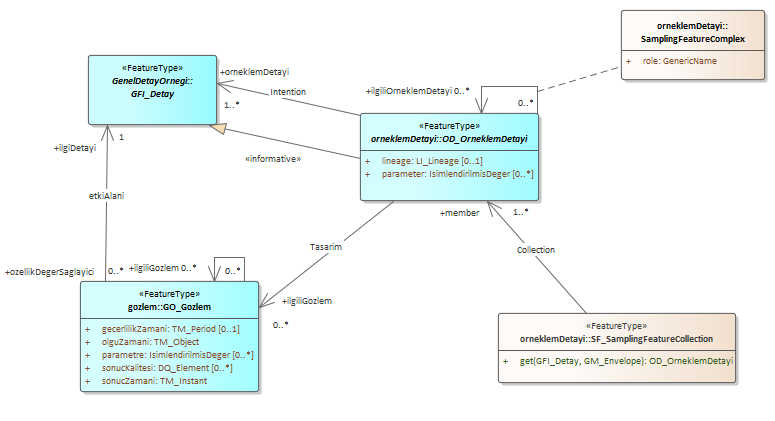 orneklemDetayi::
SamplingFeatureComplex
+ role: GenericName
«FeatureType»
GenelDetayOrnegi::
GFI_Detay
+orneklemDetayi
1..*
Intention
+ilgiliOrneklemDetayi 0..*
0..*
«FeatureType»
orneklemDetayi::OD_OrneklemDetayi
+ lineage: LI_Lineage [0..1]
+ parameter: IsimlendirilmisDeger [0..*]
«informative»
+ilgiDetayi
1
etkiAlani
+member
1..*
Tasarim
Collection
+ozellikDegerSaglayici
0..*
+ilgiliGozlem 0..*
0..*
+ilgiliGozlem
0..*
«FeatureType»
gozlem::GO_Gozlem
+ gecerlilikZamani: TM_Period [0..1]
+ olguZamani: TM_Object
+ parametre: IsimlendirilmisDeger [0..*]
+ sonucKalitesi: DQ_Element [0..*]
+ sonucZamani: TM_Instant
«FeatureType»
orneklemDetayi::SF_SamplingFeatureCollection
+ get(GFI_Detay, GM_Envelope): OD_OrneklemDetayi